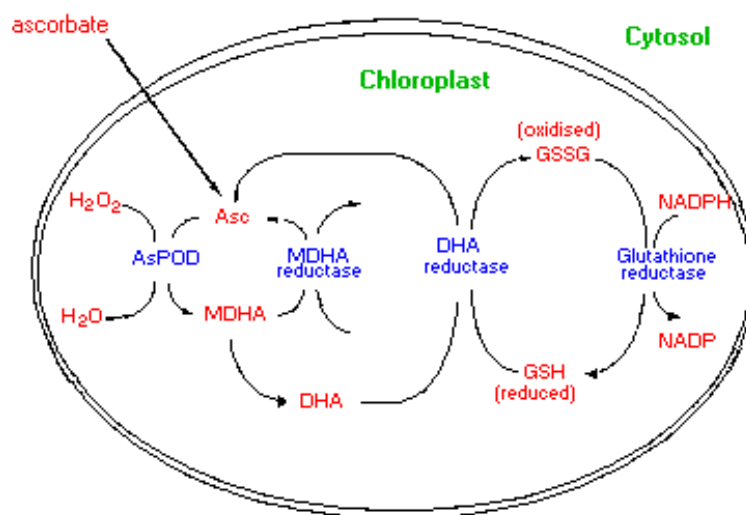 ascorbate
Cytosol
Chloroplast
(oxidised)
GSSG
H2O2
Asc
NADPH
AsPOD
MDHA
reductase
DHA
reductase
Glutathione
reductase
H2O
MDHA
NADP
GSH
(reduced)
DHA